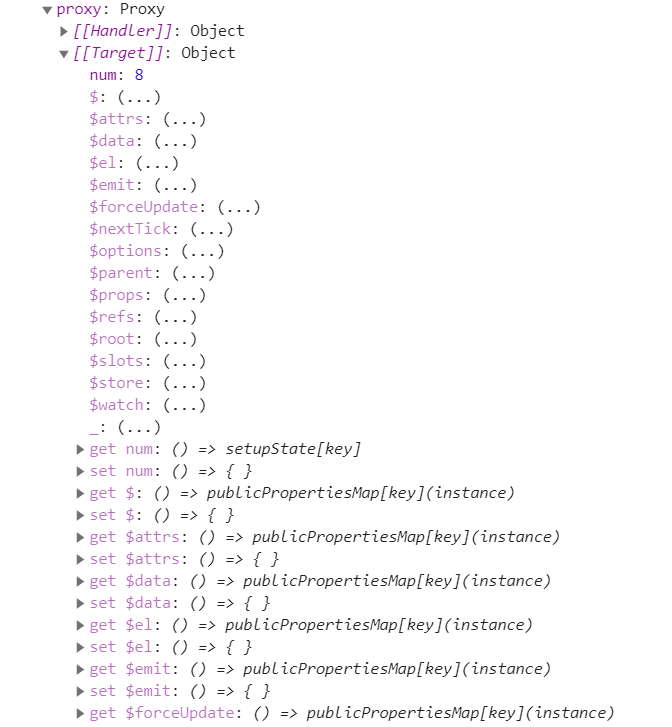 proxy: Proxy
[[Handler]]: Object
[[Target]]: Object
num: 8
$: (...)
$attrs: (...)
$data: (...)
$el: (...)
$emit: (...)
$forceUpdate: (...)
$nextTick: (...)
$options: (...)
$parent: (...)
$props: (...)
$refs: (...)
$root: (...)
$slots: (...)
$store: (...)
$watch: (...)
_: (...)
get num: () => setupState[key]
set num: () => { }
get $: () => publicPropertiesMap[key](instance)
set $: () => { }
get $attrs: () => publicPropertiesMap[key](instance)
set $attrs: () => { }
get $data: () => publicPropertiesMap[key](instance)
set $data: () => { }
get $el: () => publicPropertiesMap[key](instance)
set $el: () => { }
get $emit: () => publicPropertiesMap[key](instance)
set $emit: () => { }
get $forceUpdate: () => publicPropertiesMap[key](instance)